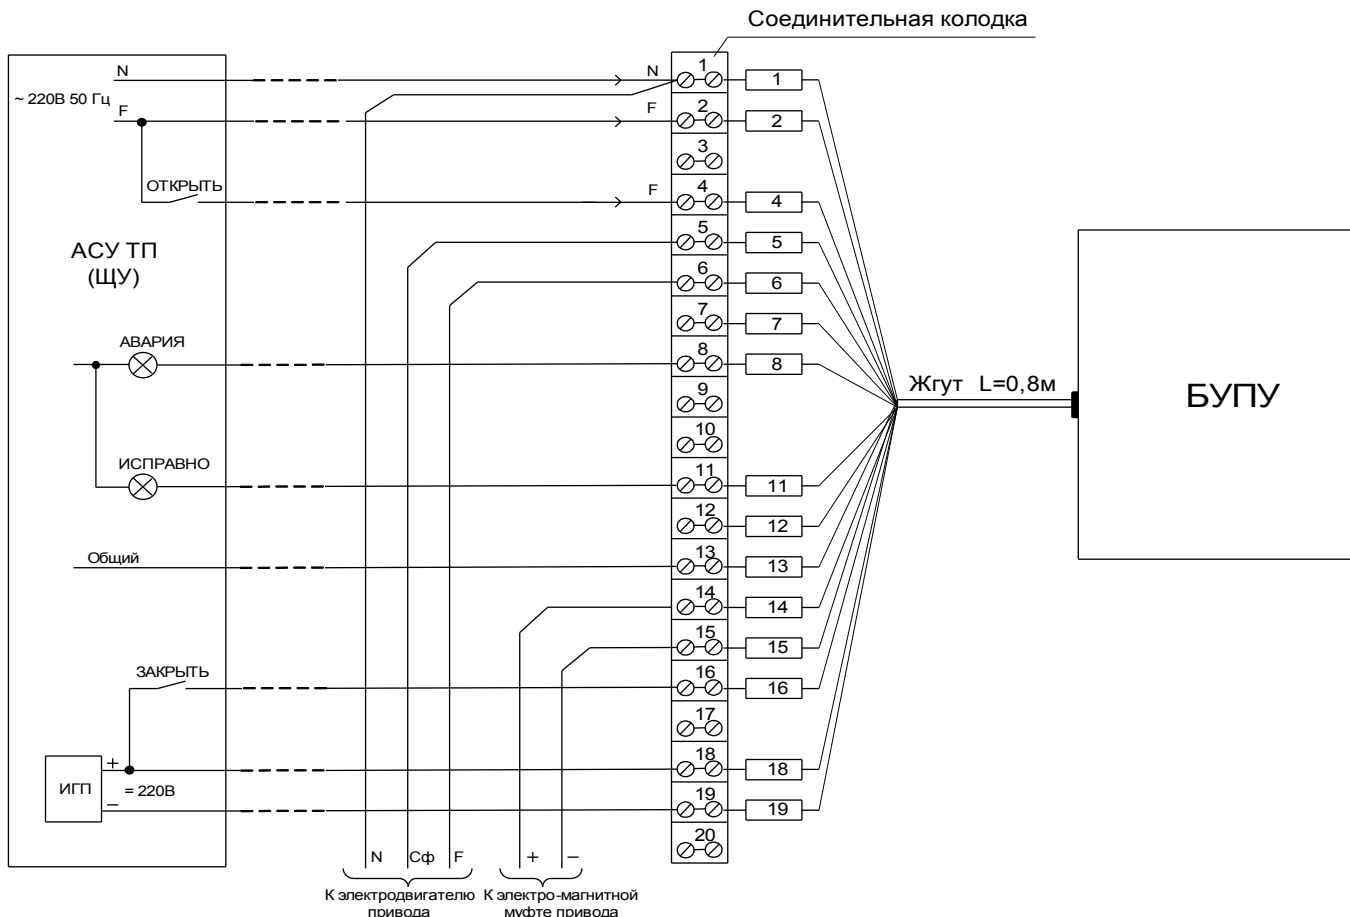 Соединительная колодка
N
~ 220В 50 Гц
F
ОТКРЫТЬ
АСУ ТП
(ЩУ)
АВАРИЯ
ИСПРАВНО
Общий
ЗАКРЫТЬ
ИГП
+
−
= 220В
N
F
F
1
2
3
4
5
6
7
8
9
10
11
12
13
14
15
16
17
18
19
20
1
2
4
5
6
7
8
11
12
13
14
15
16
18
19
Жгут L=0,8м
БУПУ
N Сф F
+ −
К электродвигателю
привода
К электро-магнитной
муфте привода